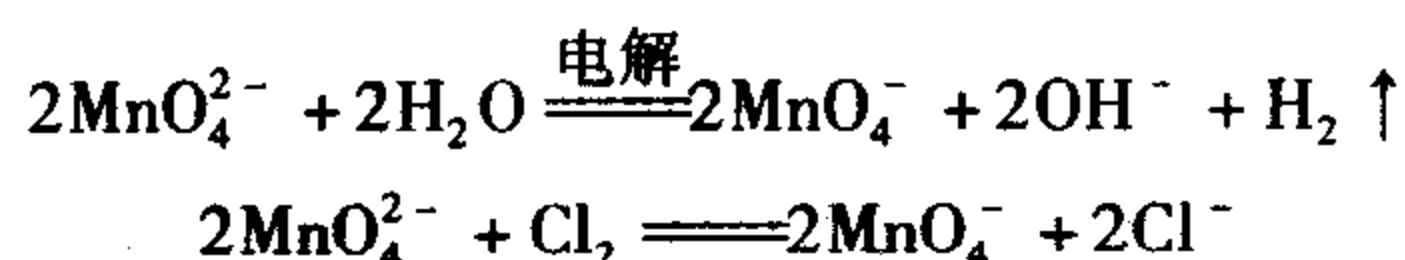 2MnO₄²⁻ + 2H₂O ══电解══ 2MnO₄⁻ + 2OH⁻ + H₂ ↑
2MnO₄²⁻ + Cl₂ ════ 2MnO₄⁻ + 2Cl⁻